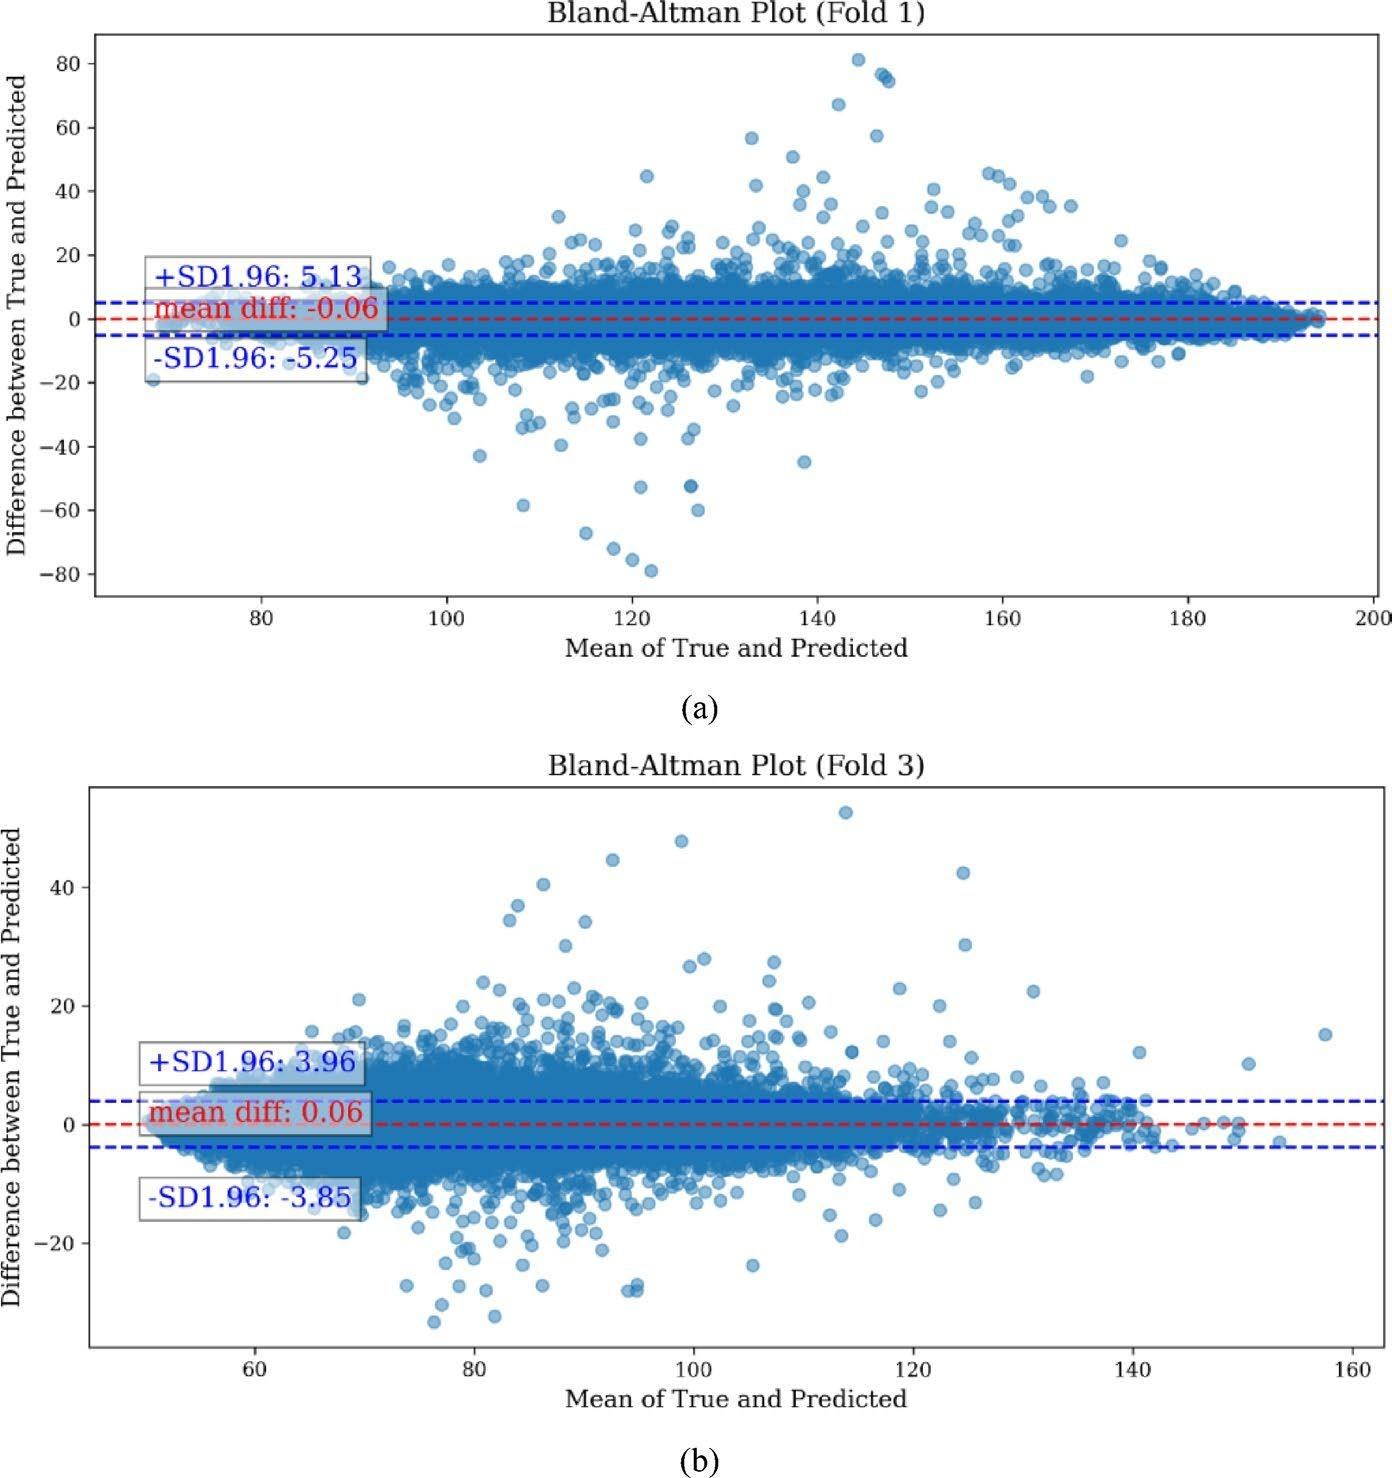 Bland-Altman Plot (Fold 1)
Difference between True and Predicted
80
60
40
20
0
−20
−40
−60
−80
+SD1.96: 5.13
mean diff: -0.06
-SD1.96: -5.25
80 100 120 140 160 180 200
Mean of True and Predicted
(a)
Bland-Altman Plot (Fold 3)
Difference between True and Predicted
40
20
0
−20
+SD1.96: 3.96
mean diff: 0.06
-SD1.96: -3.85
60 80 100 120 140 160
Mean of True and Predicted
(b)